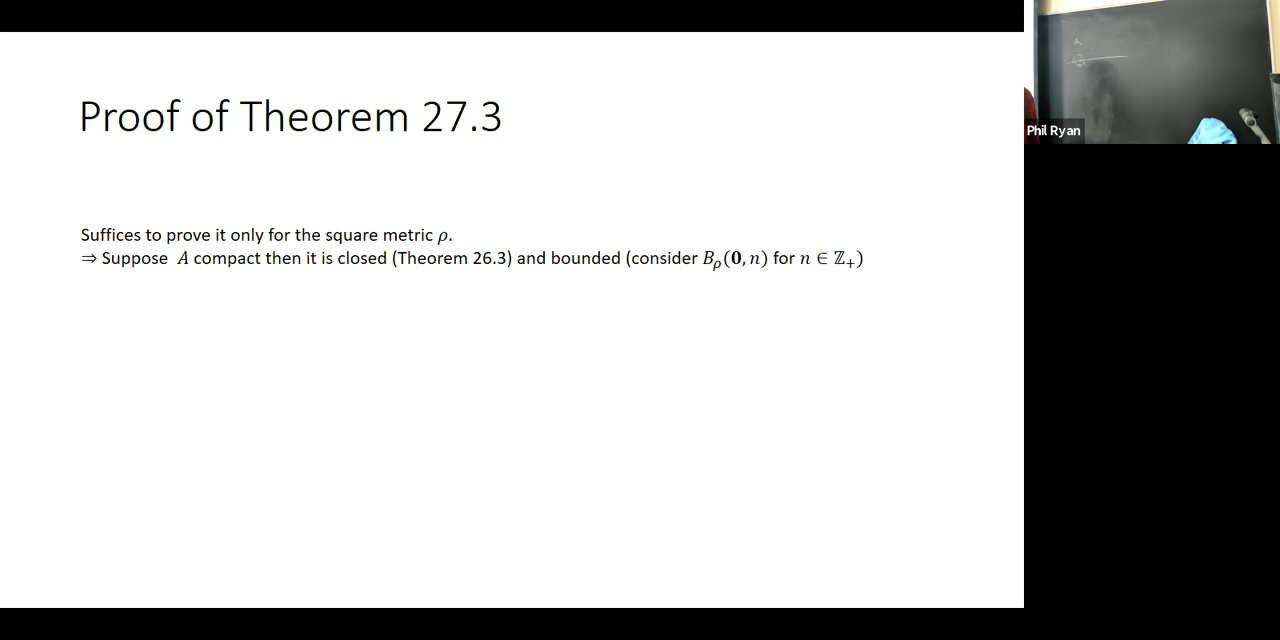 Proof of Theorem 27.3
Suffices to prove it only for the square metric ρ.
⇒ Suppose A compact then it is closed (Theorem 26.3) and bounded (consider B_ρ(𝟎, n) for n ∈ ℤ₊)
Phil Ryan